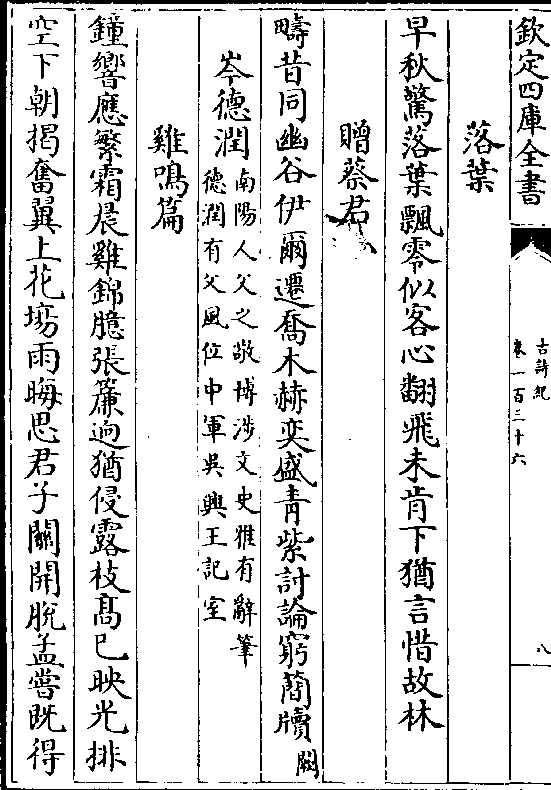 欽定四庫全書
古詩紀
卷一百三十六
八
落葉
早秋驚落葉飄零似客心翻飛未肯下猶言惜故林
贈蔡君
疇昔同幽谷伊爾遷喬木赫奕盛青紫討論窮蕳牘闕
岑德潤
南陽人父之敬博涉文史雅有辭筆
德潤有父風位中軍吳興王記室
雞鳴篇
鐘響應繁霜晨雞錦臆張簾迥猶侵露枝高已映光排
空下朝揭奮翼上花塲雨晦思君子關開脫孟嘗既得